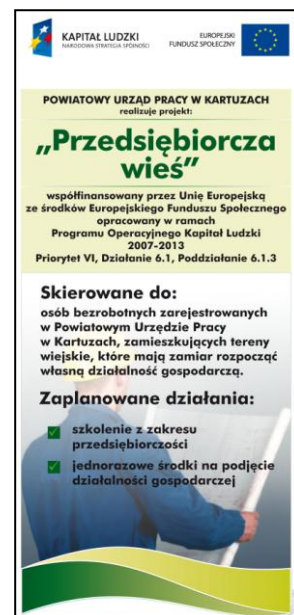 KAPITAŁ LUDZKI
NARODOWA STRATEGIA SPÓJNOŚCI
EUROPEJSKI
FUNDUSZ SPOŁECZNY
POWIATOWY URZĄD PRACY W KARTUZACH
realizuje projekt:
„Przedsiębiorcza
wieś”
współfinansowany przez Unię Europejską
ze środków Europejskiego Funduszu Społecznego
opracowany w ramach
Programu Operacyjnego Kapitał Ludzki
2007-2013
Priorytet VI, Działanie 6.1, Poddziałanie 6.1.3
Skierowane do:
osób bezrobotnych zarejestrowanych
w Powiatowym Urzędzie Pracy
w Kartuzach, zamieszkujących tereny
wiejskie, które mają zamiar rozpocząć
własną działalność gospodarczą.
Zaplanowane działania:
szkolenie z zakresu
przedsiębiorczości
jednorazowe środki na podjęcie
działalności gospodarczej